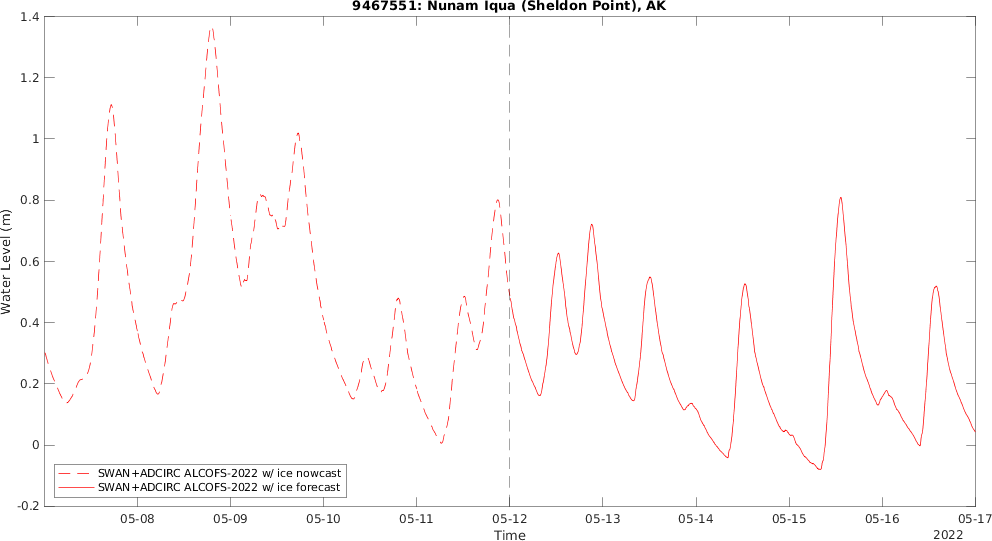 9467551: Nunam Iqua (Sheldon Point), AK
1.4
1.2
1
0.8
0.6
0.4
0.2
0
-0.2
Water Level (m)
SWAN+ADCIRC ALCOFS-2022 w/ ice nowcast
SWAN+ADCIRC ALCOFS-2022 w/ ice forecast
05-08 05-09 05-10 05-11 05-12 05-13 05-14 05-15 05-16 05-17
Time
2022